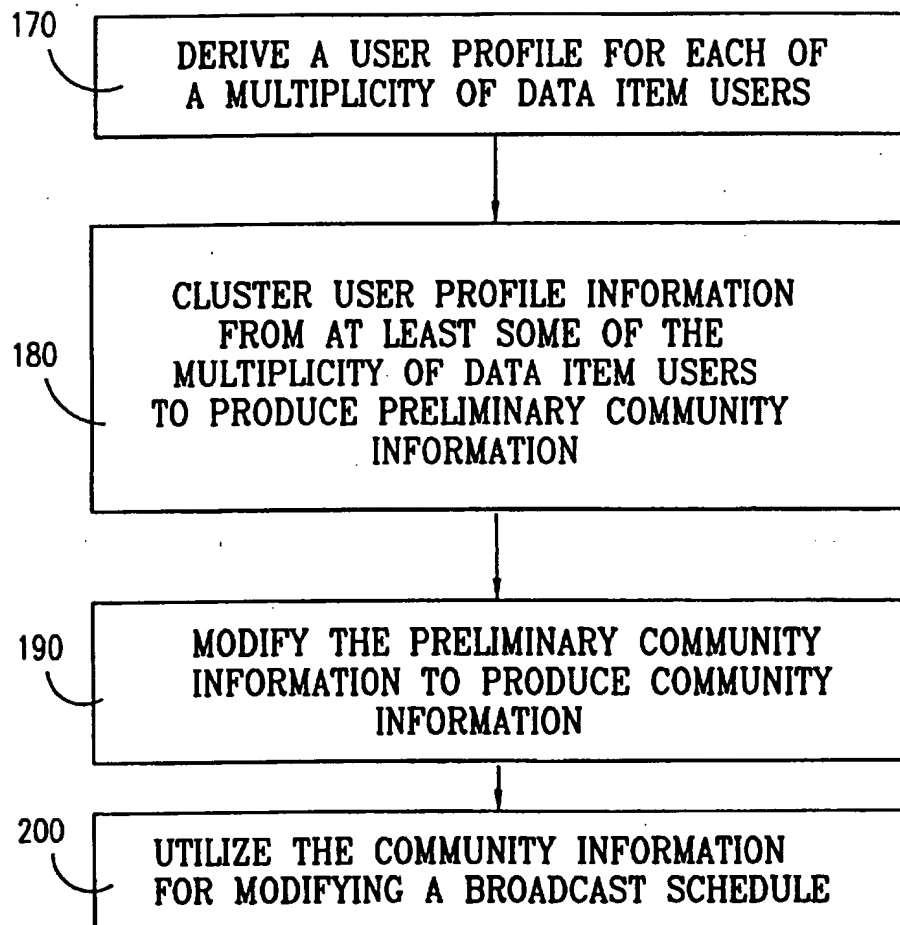 170
DERIVE A USER PROFILE FOR EACH OF
A MULTIPLICITY OF DATA ITEM USERS
180
CLUSTER USER PROFILE INFORMATION
FROM AT LEAST SOME OF THE
MULTIPLICITY OF DATA ITEM USERS
TO PRODUCE PRELIMINARY COMMUNITY
INFORMATION
190
MODIFY THE PRELIMINARY COMMUNITY
INFORMATION TO PRODUCE COMMUNITY
INFORMATION
200
UTILIZE THE COMMUNITY INFORMATION
FOR MODIFYING A BROADCAST SCHEDULE